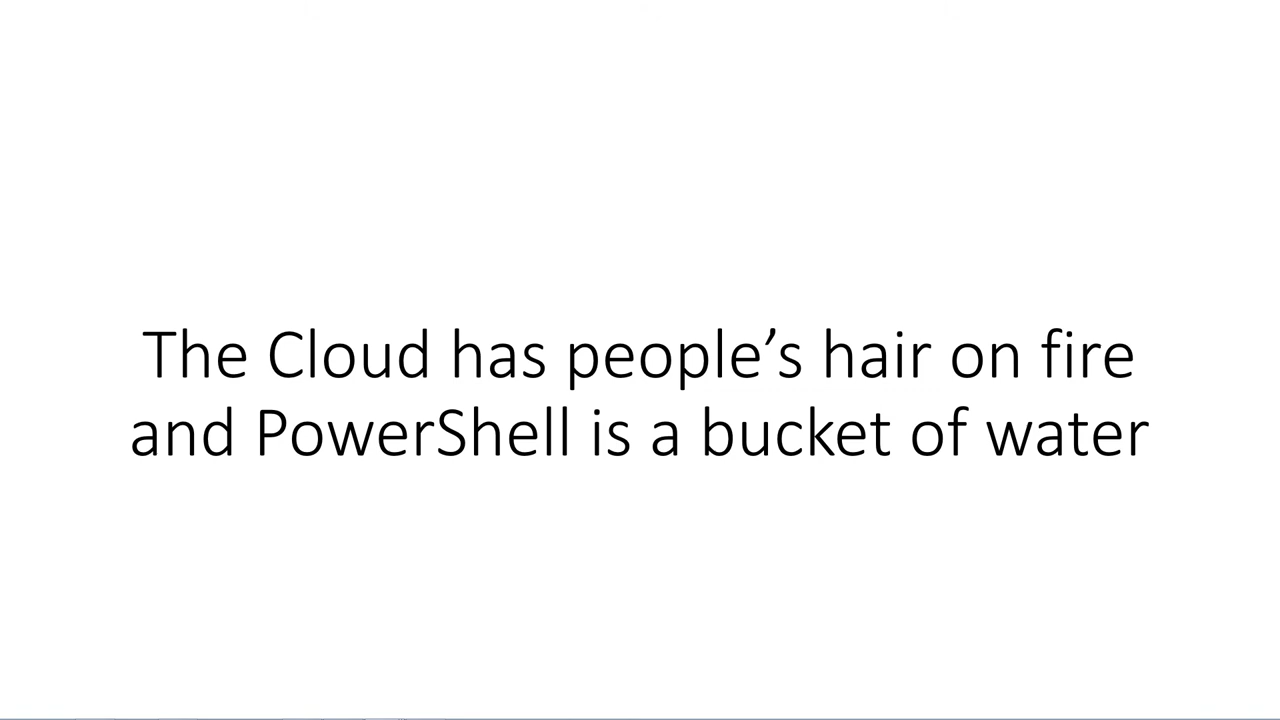 The Cloud has people’s hair on fire
and PowerShell is a bucket of water